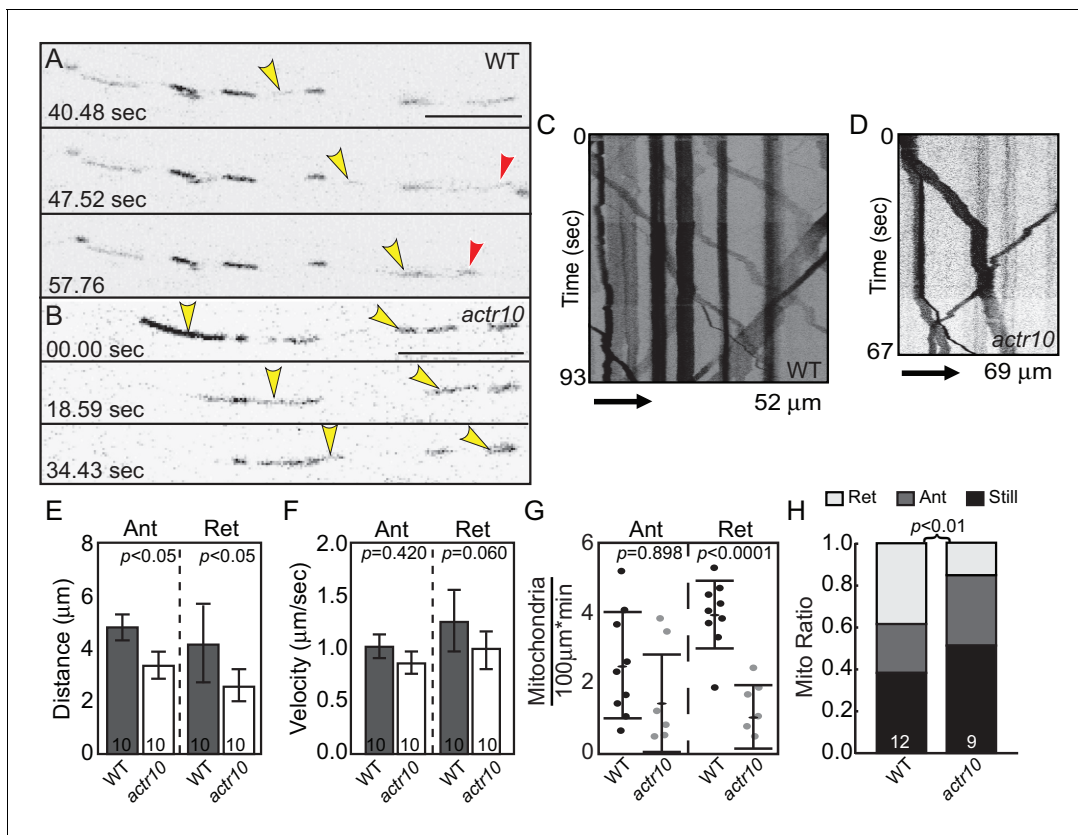 A
WT
40.48 sec
47.52 sec
57.76
B
actr10
00.00 sec
18.59 sec
34.43 sec
C
0
Time (sec)
93
WT
52 µm
D
0
Time (sec)
67
actr10
69 µm
E
Ant Ret
p<0.05 p<0.05
Distance (µm)
8
6
4
2
0
10 10 10 10
WT actr10 WT actr10
F
Ant Ret
p=0.420 p=0.060
Velocity (µm/sec)
2.0
1.5
1.0
0.5
0.0
10 10 10 10
WT actr10 WT actr10
G
Ant Ret
p=0.898 p<0.0001
Mitochondria
100µm*min
6
4
2
0
WT actr10 WT actr10
H
Ret Ant Still
p<0.01
Mito Ratio
1.0
0.8
0.6
0.4
0.2
0.0
12 9
WT actr10